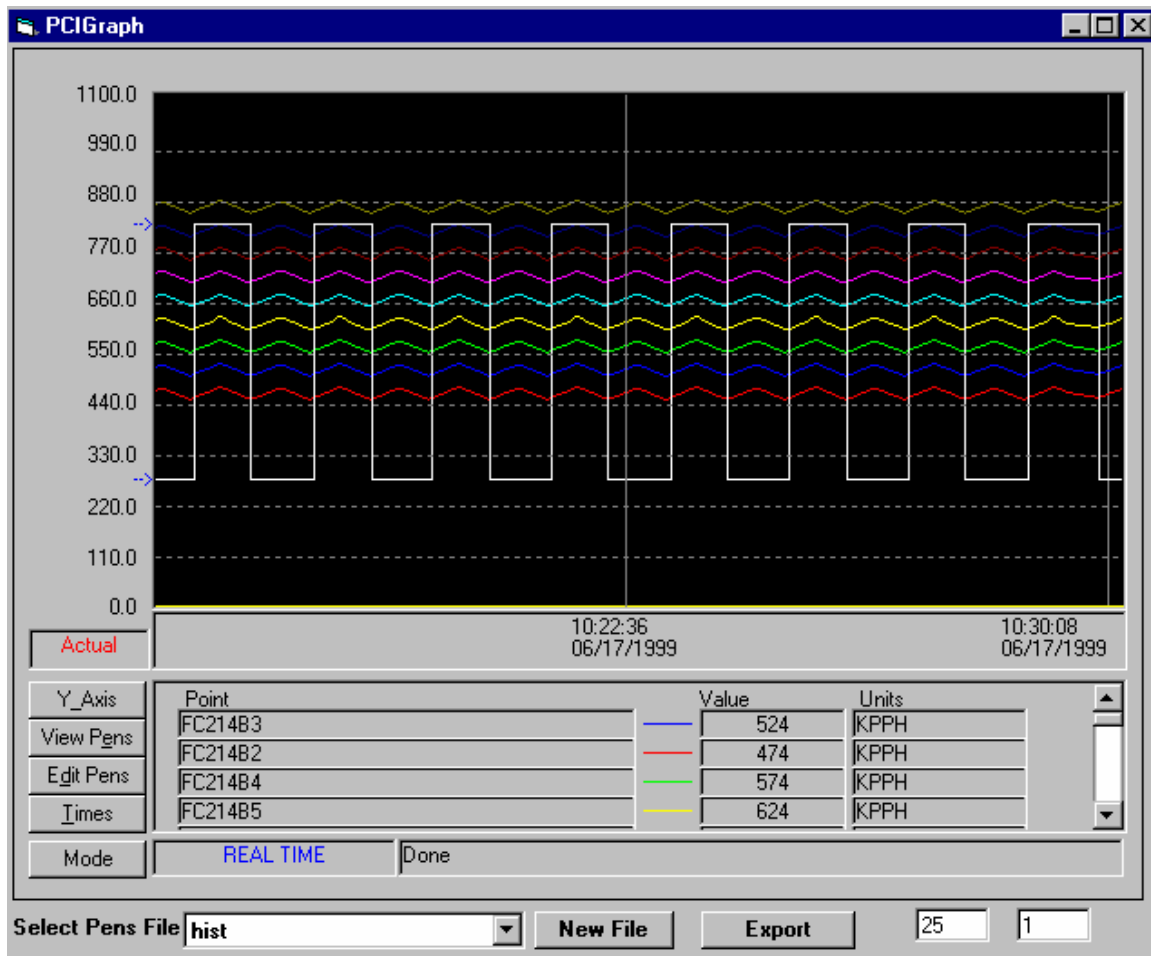 PCIGraph
1100.0
990.0
880.0
770.0
660.0
550.0
440.0
330.0
220.0
110.0
0.0
10:22:36 10:30:08
06/17/1999 06/17/1999
Actual
Y_Axis
View Pens
Edit Pens
Times
Mode
Point Value Units
FC214B3 524 KPPH
FC214B2 474 KPPH
FC214B4 574 KPPH
FC214B5 624 KPPH
REAL TIME Done
Select Pens File hist New File Export 25 1